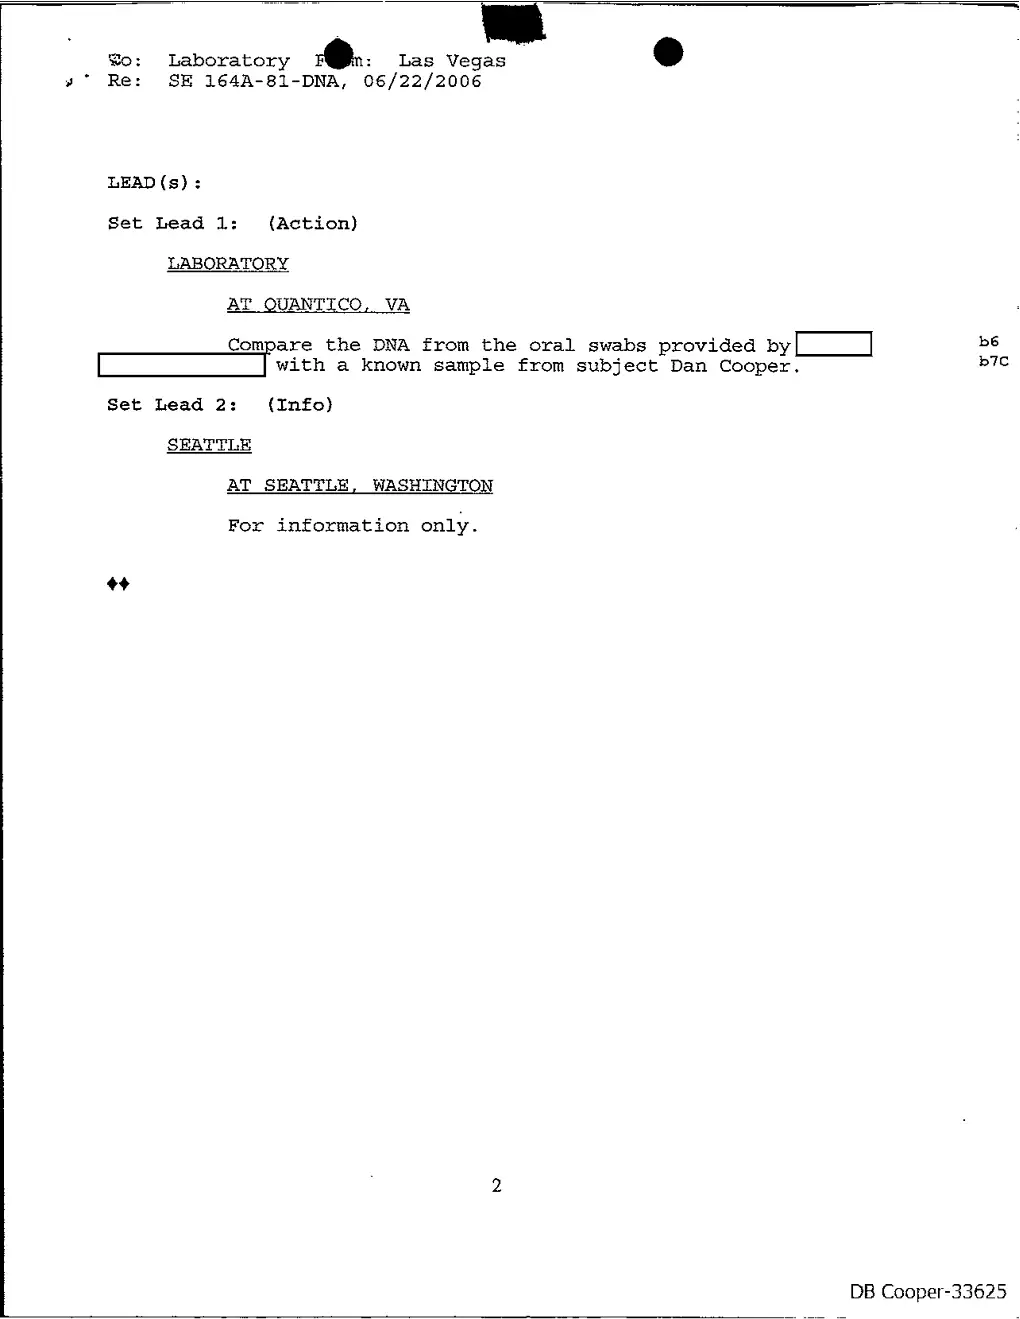 To: Laboratory From: Las Vegas
Re: SE 164A-81-DNA, 06/22/2006
LEAD(s):
Set Lead 1: (Action)
LABORATORY
AT QUANTICO, VA
Compare the DNA from the oral swabs provided by b6
with a known sample from subject Dan Cooper. b7C
Set Lead 2: (Info)
SEATTLE
AT SEATTLE, WASHINGTON
For information only.
♦♦
2
DB Cooper-33625